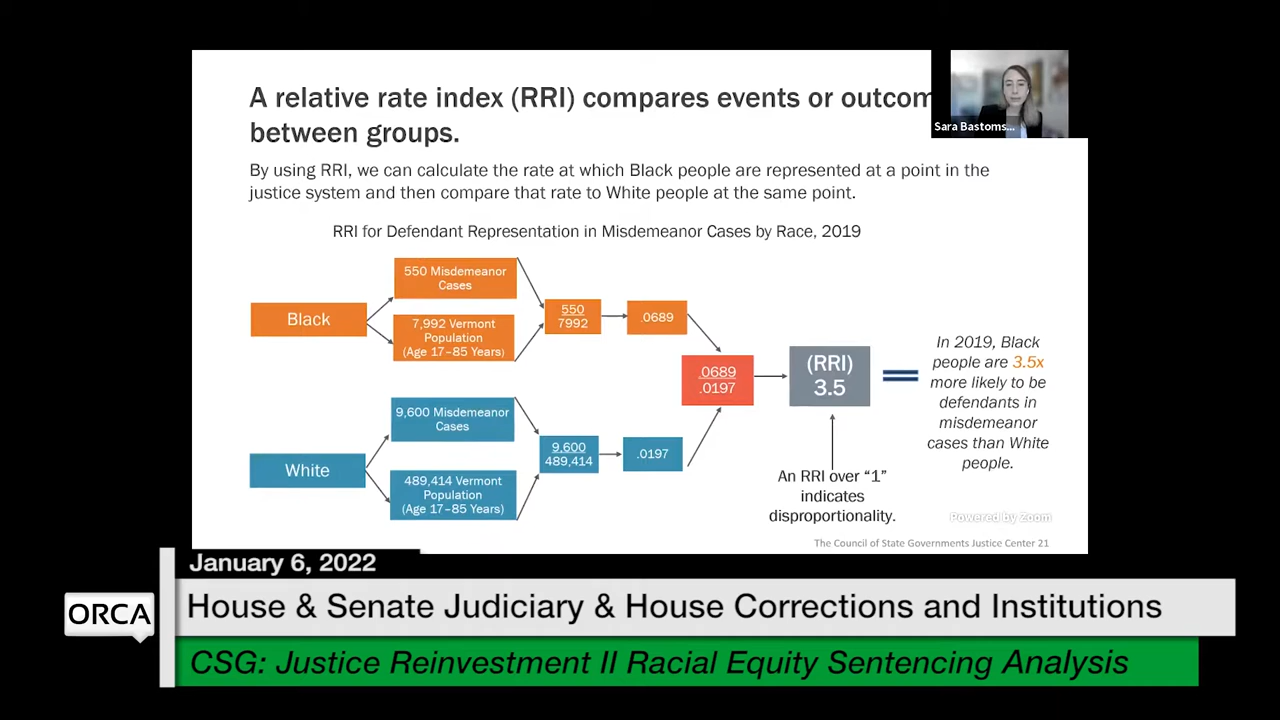 A relative rate index (RRI) compares events or outcom
between groups.
Sara Bastoms...
By using RRI, we can calculate the rate at which Black people are represented at a point in the
justice system and then compare that rate to White people at the same point.
RRI for Defendant Representation in Misdemeanor Cases by Race, 2019
Black
550 Misdemeanor
Cases
7,992 Vermont
Population
(Age 17–85 Years)
550
7992
.0689
White
9,600 Misdemeanor
Cases
489,414 Vermont
Population
(Age 17–85 Years)
9,600
489,414
.0197
.0689
.0197
(RRI)
3.5
An RRI over “1”
indicates
disproportionality.
In 2019, Black
people are 3.5x
more likely to be
defendants in
misdemeanor
cases than White
people.
Powered by Zoom
The Council of State Governments Justice Center 21
January 6, 2022
ORCA
House & Senate Judiciary & House Corrections and Institutions
CSG: Justice Reinvestment II Racial Equity Sentencing Analysis